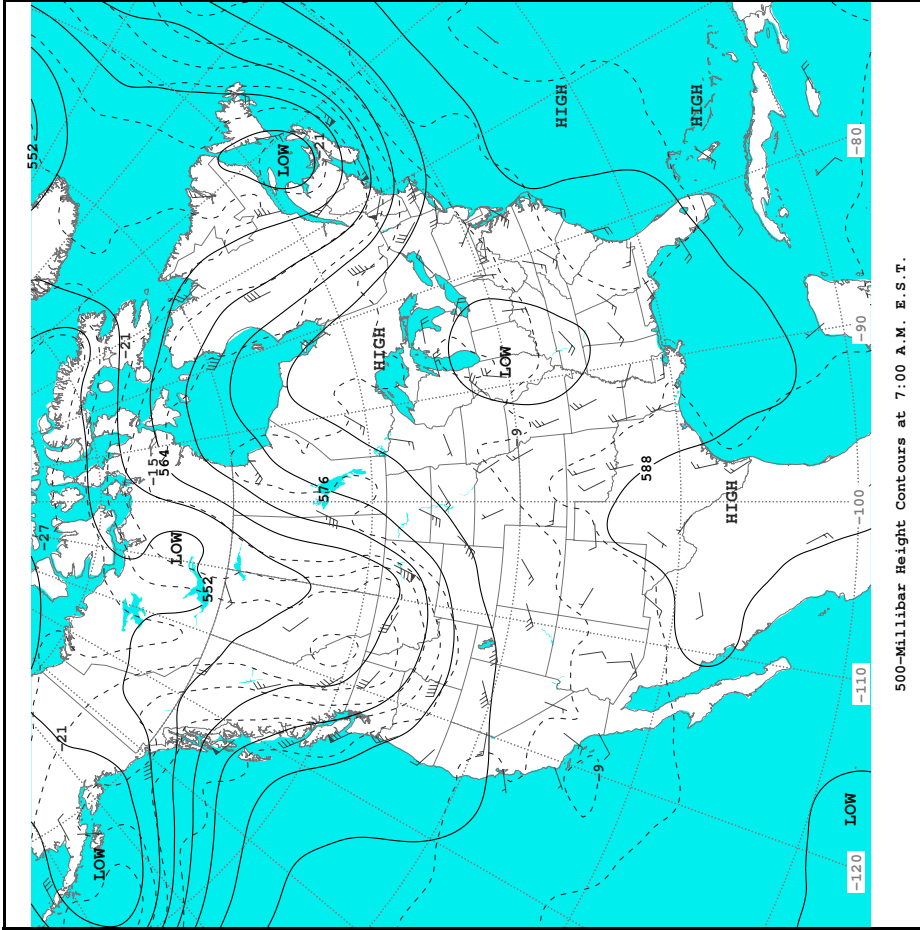 552
LOW
-21
HIGH
HIGH
-80
-21
HIGH
LOW
-90
-9
-15
564
576
588
HIGH
-100
-27
LOW
552
-110
-21
-9
LOW
LOW
-120
500-Millibar Height Contours at 7:00 A.M. E.S.T.